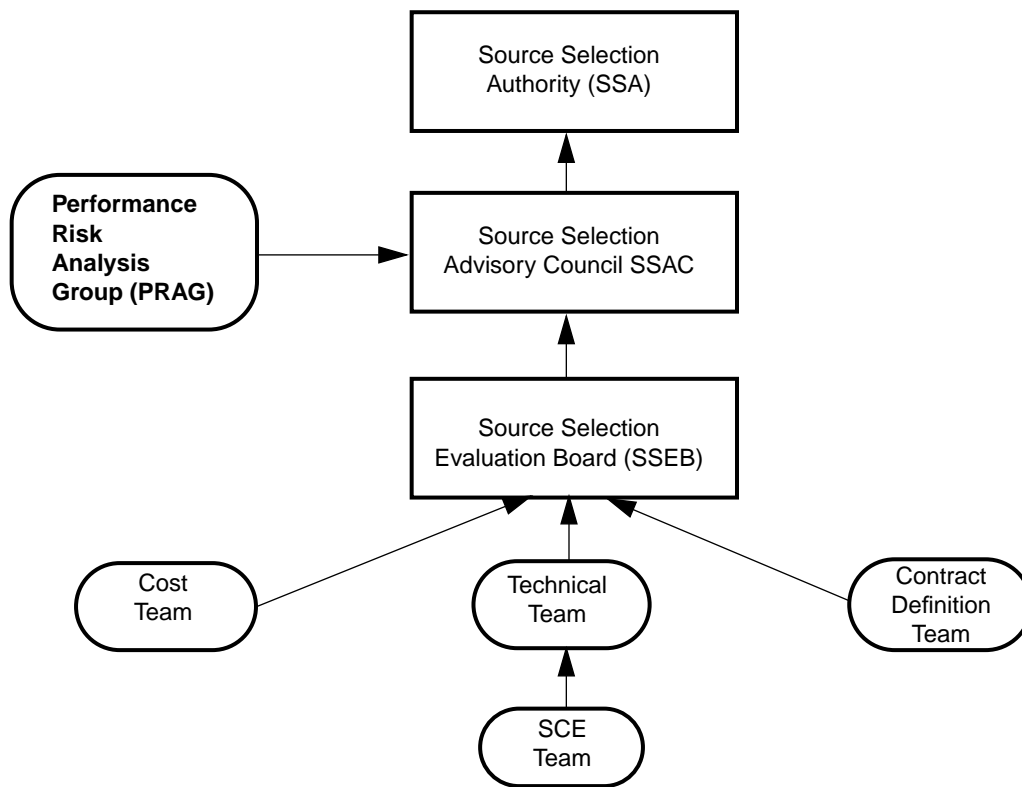 Source Selection
Authority (SSA)
Performance
Risk
Analysis
Group (PRAG)
Source Selection
Advisory Council SSAC
Source Selection
Evaluation Board (SSEB)
Cost
Team
Technical
Team
Contract
Definition
Team
SCE
Team